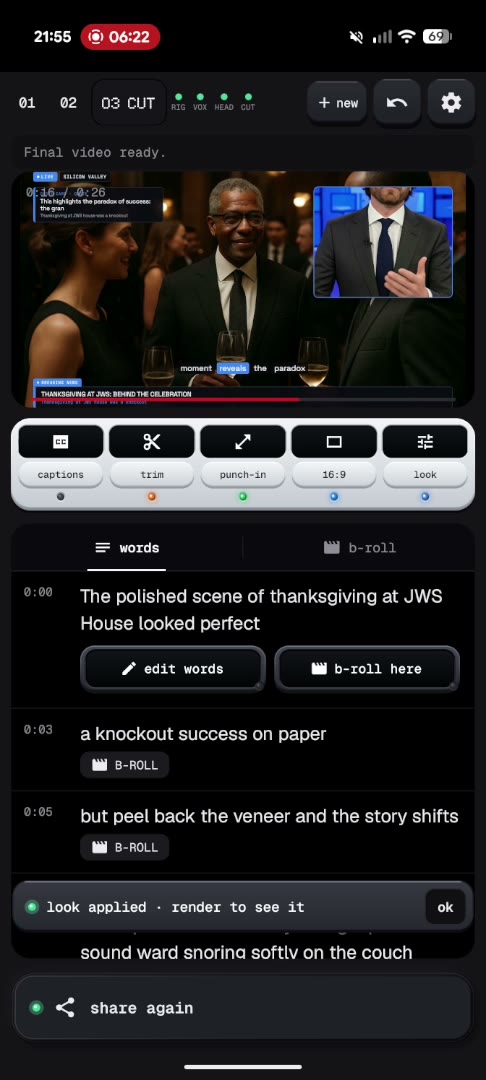 21:55
06:22
69
01
02
03 CUT
RIG
VOX
HEAD
CUT
+ new
Final video ready.
0:16 / 0:26
LIVE
SILICON VALLEY
This highlights the paradox of success:
the gran
Thanksgiving at JWS house was a knockout
moment reveals the paradox
BREAKING NEWS
THANKSGIVING AT JWS: BEHIND THE CELEBRATION
CC
captions
trim
punch-in
16:9
look
words
b-roll
0:00
The polished scene of thanksgiving at JWS
House looked perfect
edit words
b-roll here
0:03
a knockout success on paper
B-ROLL
0:05
but peel back the veneer and the story shifts
B-ROLL
look applied · render to see it
ok
sound ward snoring softly on the couch
share again